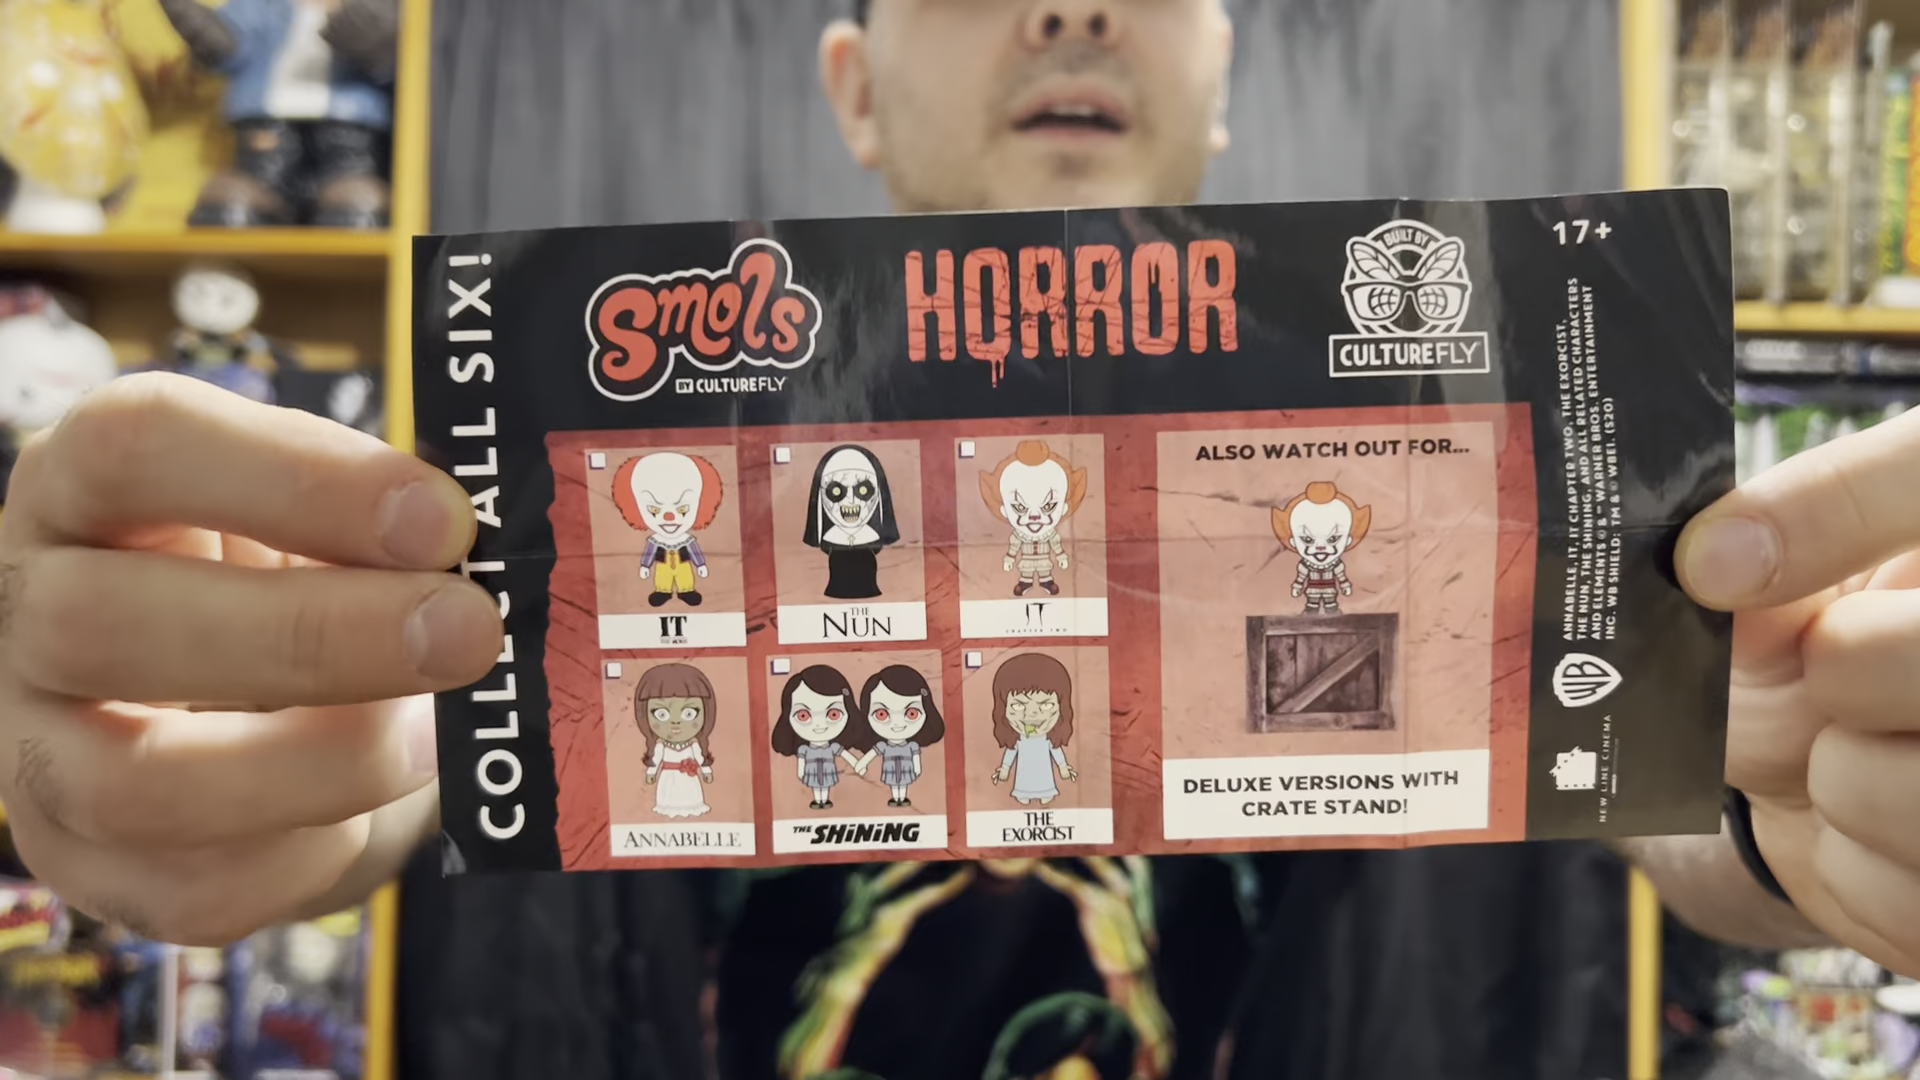 COLLECT ALL SIX!
Smols
BY CULTUREFLY
HORROR
BUILT BY
CULTUREFLY
17+
IT
THE NUN
IT
CHAPTER TWO
ANNABELLE
THE SHiNiNG
THE
EXORCIST
ALSO WATCH OUT FOR...
DELUXE VERSIONS WITH
CRATE STAND!
ANNABELLE, IT, IT CHAPTER TWO, THE EXORCIST,
THE NUN, THE SHINING, AND ALL RELATED CHARACTERS
AND ELEMENTS © & ™ WARNER BROS. ENTERTAINMENT
INC. WB SHIELD: TM & © WBEI. (S20)
WB
NEW LINE CINEMA